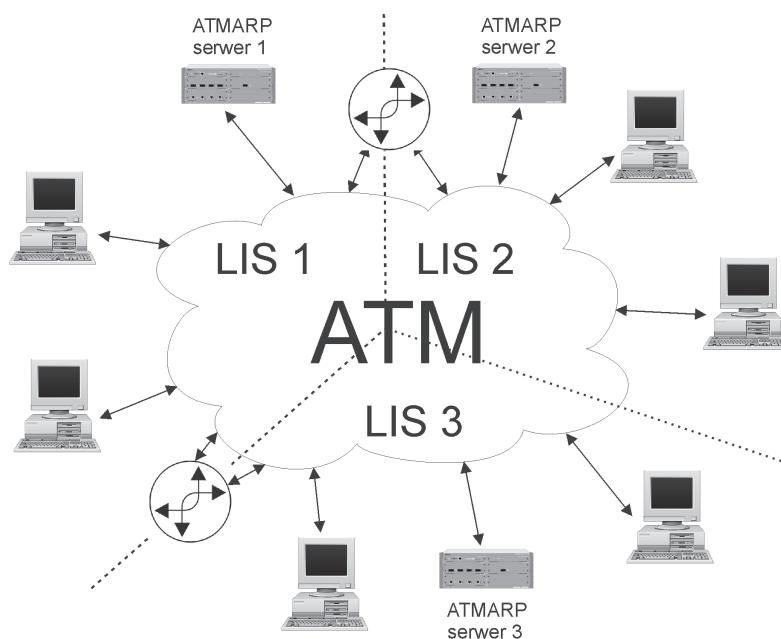 ATMARP
serwer 1
ATMARP
serwer 2
LIS 1
LIS 2
ATM
LIS 3
ATMARP
serwer 3